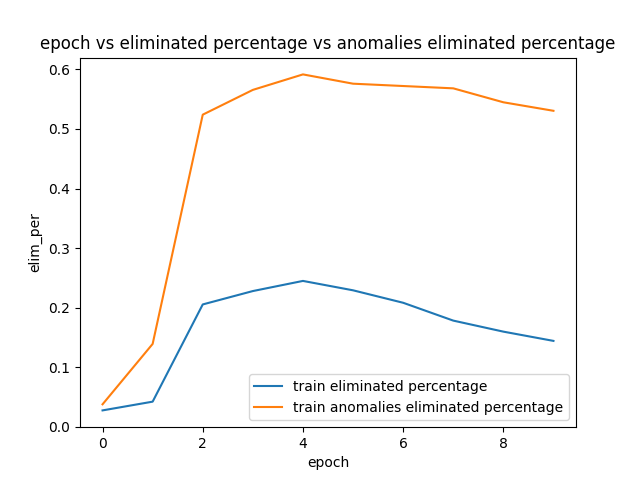 epoch vs eliminated percentage vs anomalies eliminated percentage
0.6
0.5
0.4
0.3
0.2
0.1
0.0
elim_per
train eliminated percentage
train anomalies eliminated percentage
0 2 4 6 8
epoch